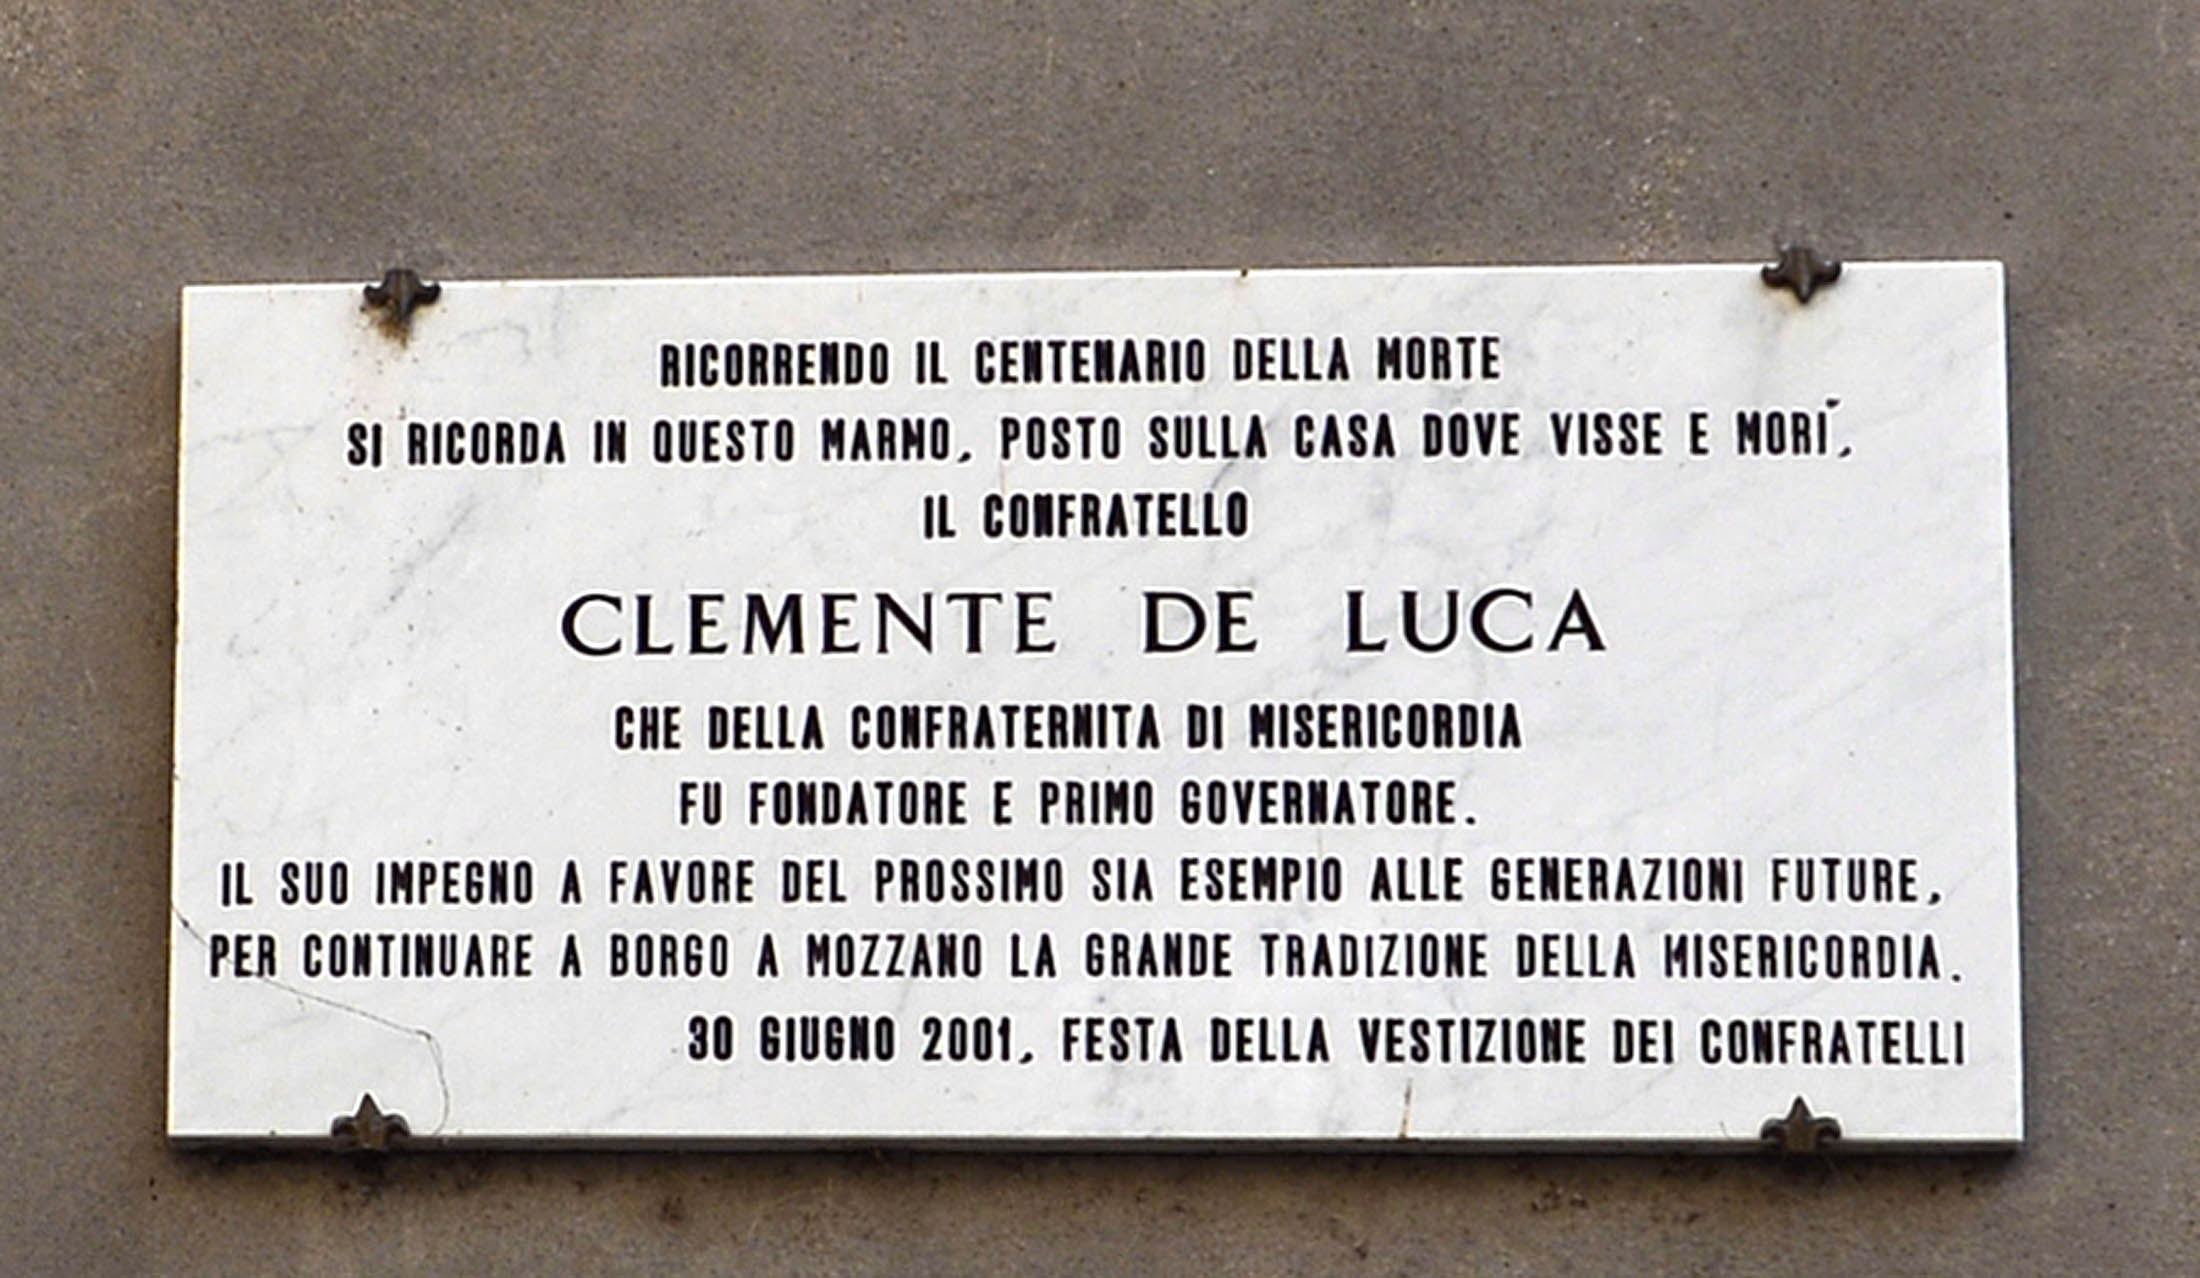 RICORRENDO IL CENTENARIO DELLA MORTE
SI RICORDA IN QUESTO MARMO, POSTO SULLA CASA DOVE VISSE E MORÌ,
IL CONFRATELLO
CLEMENTE DE LUCA
CHE DELLA CONFRATERNITA DI MISERICORDIA
FU FONDATORE E PRIMO GOVERNATORE.
IL SUO IMPEGNO A FAVORE DEL PROSSIMO SIA ESEMPIO ALLE GENERAZIONI FUTURE,
PER CONTINUARE A BORGO A MOZZANO LA GRANDE TRADIZIONE DELLA MISERICORDIA.
30 GIUGNO 2001, FESTA DELLA VESTIZIONE DEI CONFRATELLI